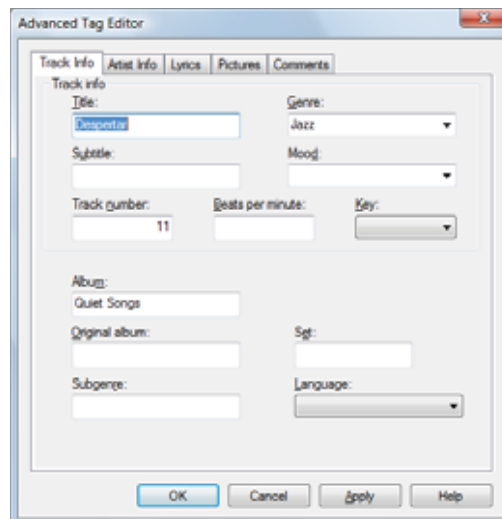 Advanced Tag Editor
Track Info Artist Info Lyrics Pictures Comments
Track info
Title: Genre:
Despertar Jazz
Subtitle: Mood:
Track number: Beats per minute: Key:
11
Album:
Quiet Songs
Original album: Set:
Subgenre: Language:
OK Cancel Apply Help